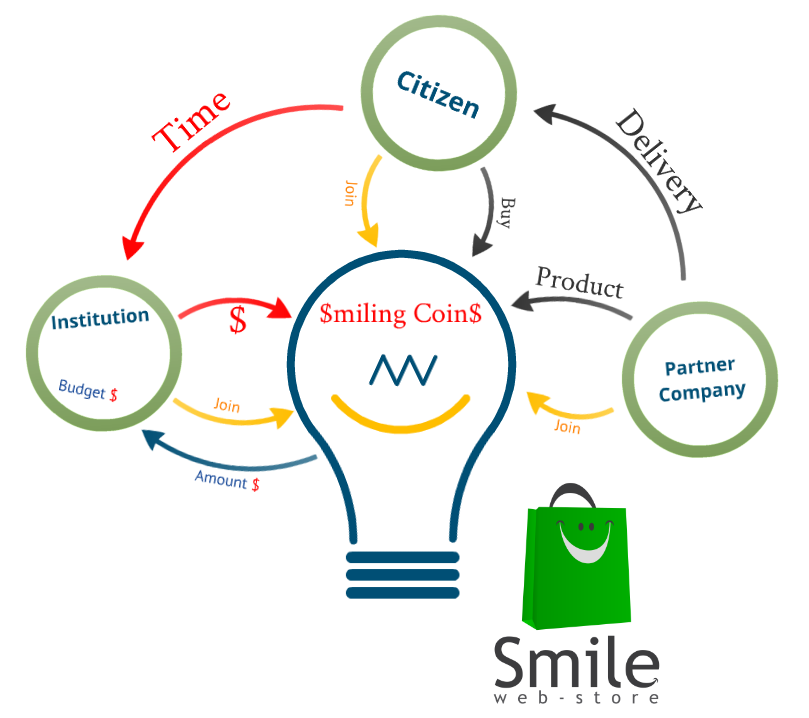 Citizen
Time
Delivery
Join
Buy
Product
$miling Coin$
$
Institution
Budget $
Partner
Company
Join
Join
Amount $
Smile
web-store